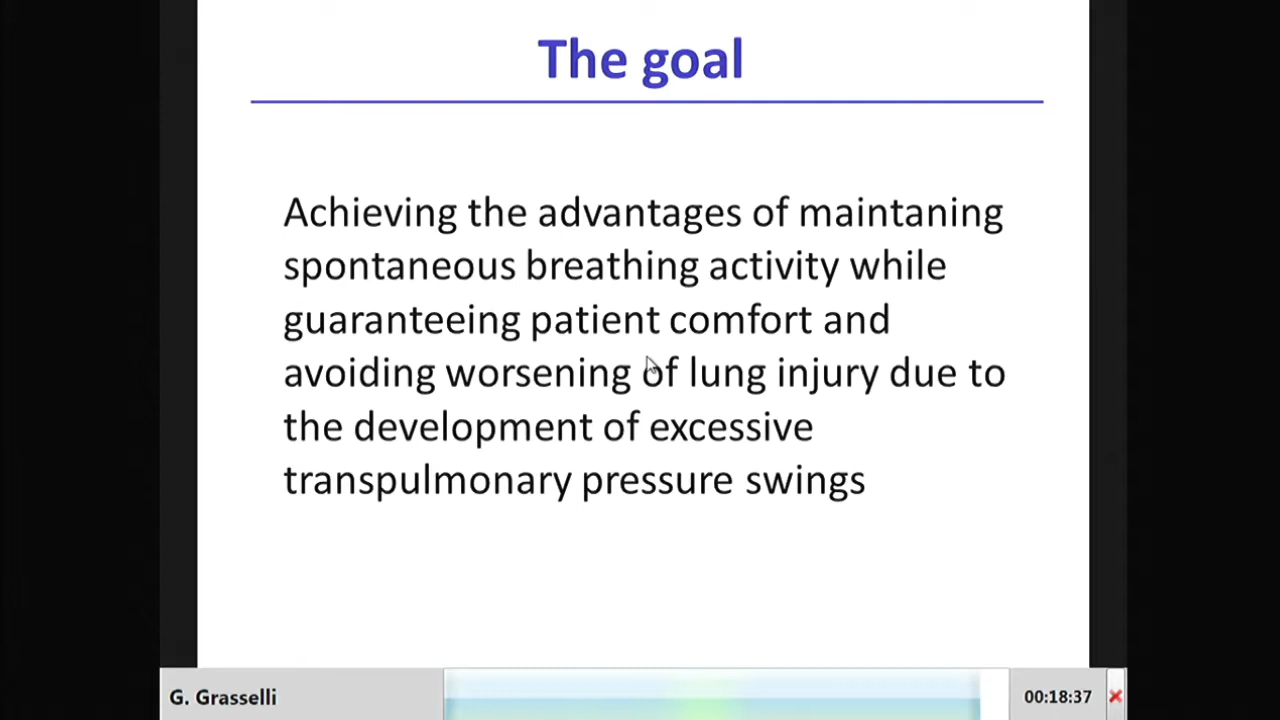 The goal
Achieving the advantages of maintaning
spontaneous breathing activity while
guaranteeing patient comfort and
avoiding worsening of lung injury due to
the development of excessive
transpulmonary pressure swings
G. Grasselli
00:18:37